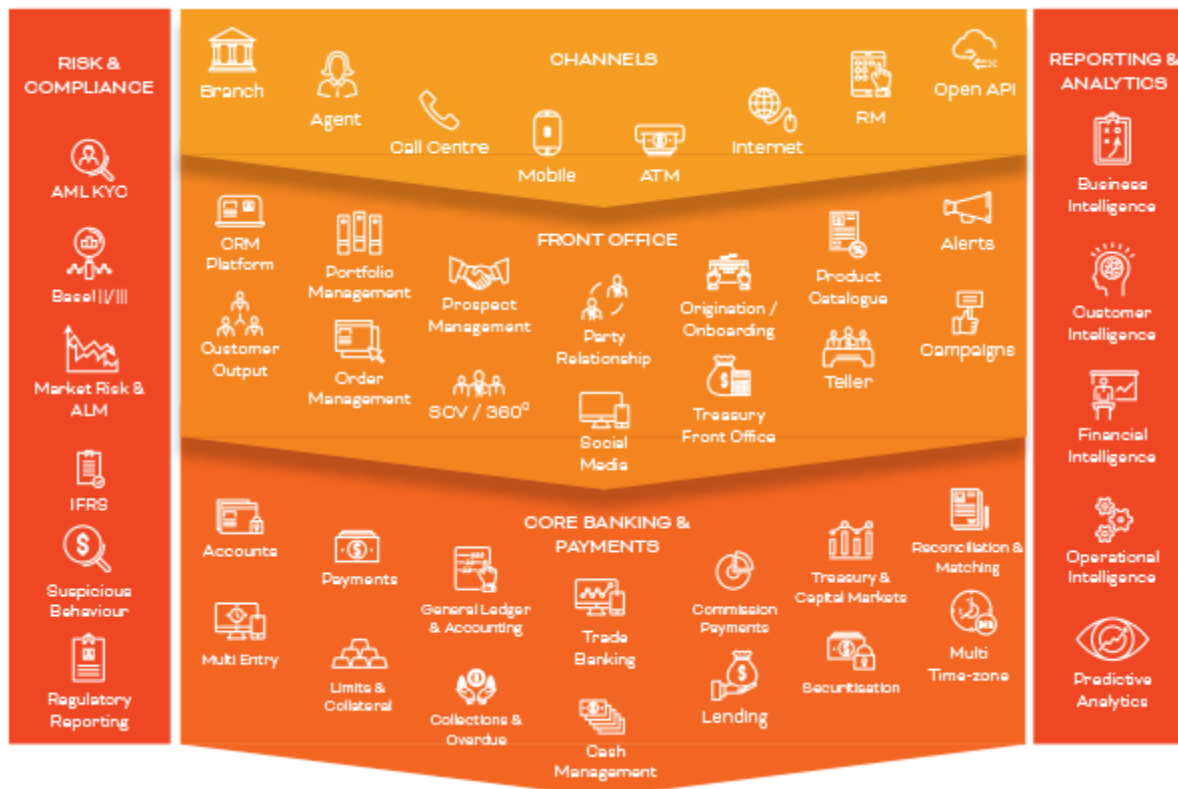 RISK &
COMPLIANCE
AML KYC
Basel II/III
Market Risk &
ALM
IFRS
Suspicious
Behaviour
Regulatory
Reporting
CHANNELS
Branch
Agent
Call Centre
Mobile
ATM
Internet
RM
Open API
FRONT OFFICE
CRM
Platform
Portfolio
Management
Prospect
Management
Party
Relationship
Origination /
Onboarding
Product
Catalogue
Alerts
Customer
Output
Order
Management
SCV / 360⁰
Social
Media
Treasury
Front Office
Teller
Campaigns
CORE BANKING &
PAYMENTS
Accounts
Payments
General Ledger
& Accounting
Trade
Banking
Commission
Payments
Treasury &
Capital Markets
Reconciliation &
Matching
Multi Entry
Limits &
Collateral
Collections &
Overdue
Cash
Management
Lending
Securitisation
Multi
Time-zone
REPORTING &
ANALYTICS
Business
Intelligence
Customer
Intelligence
Financial
Intelligence
Operational
Intelligence
Predictive
Analytics